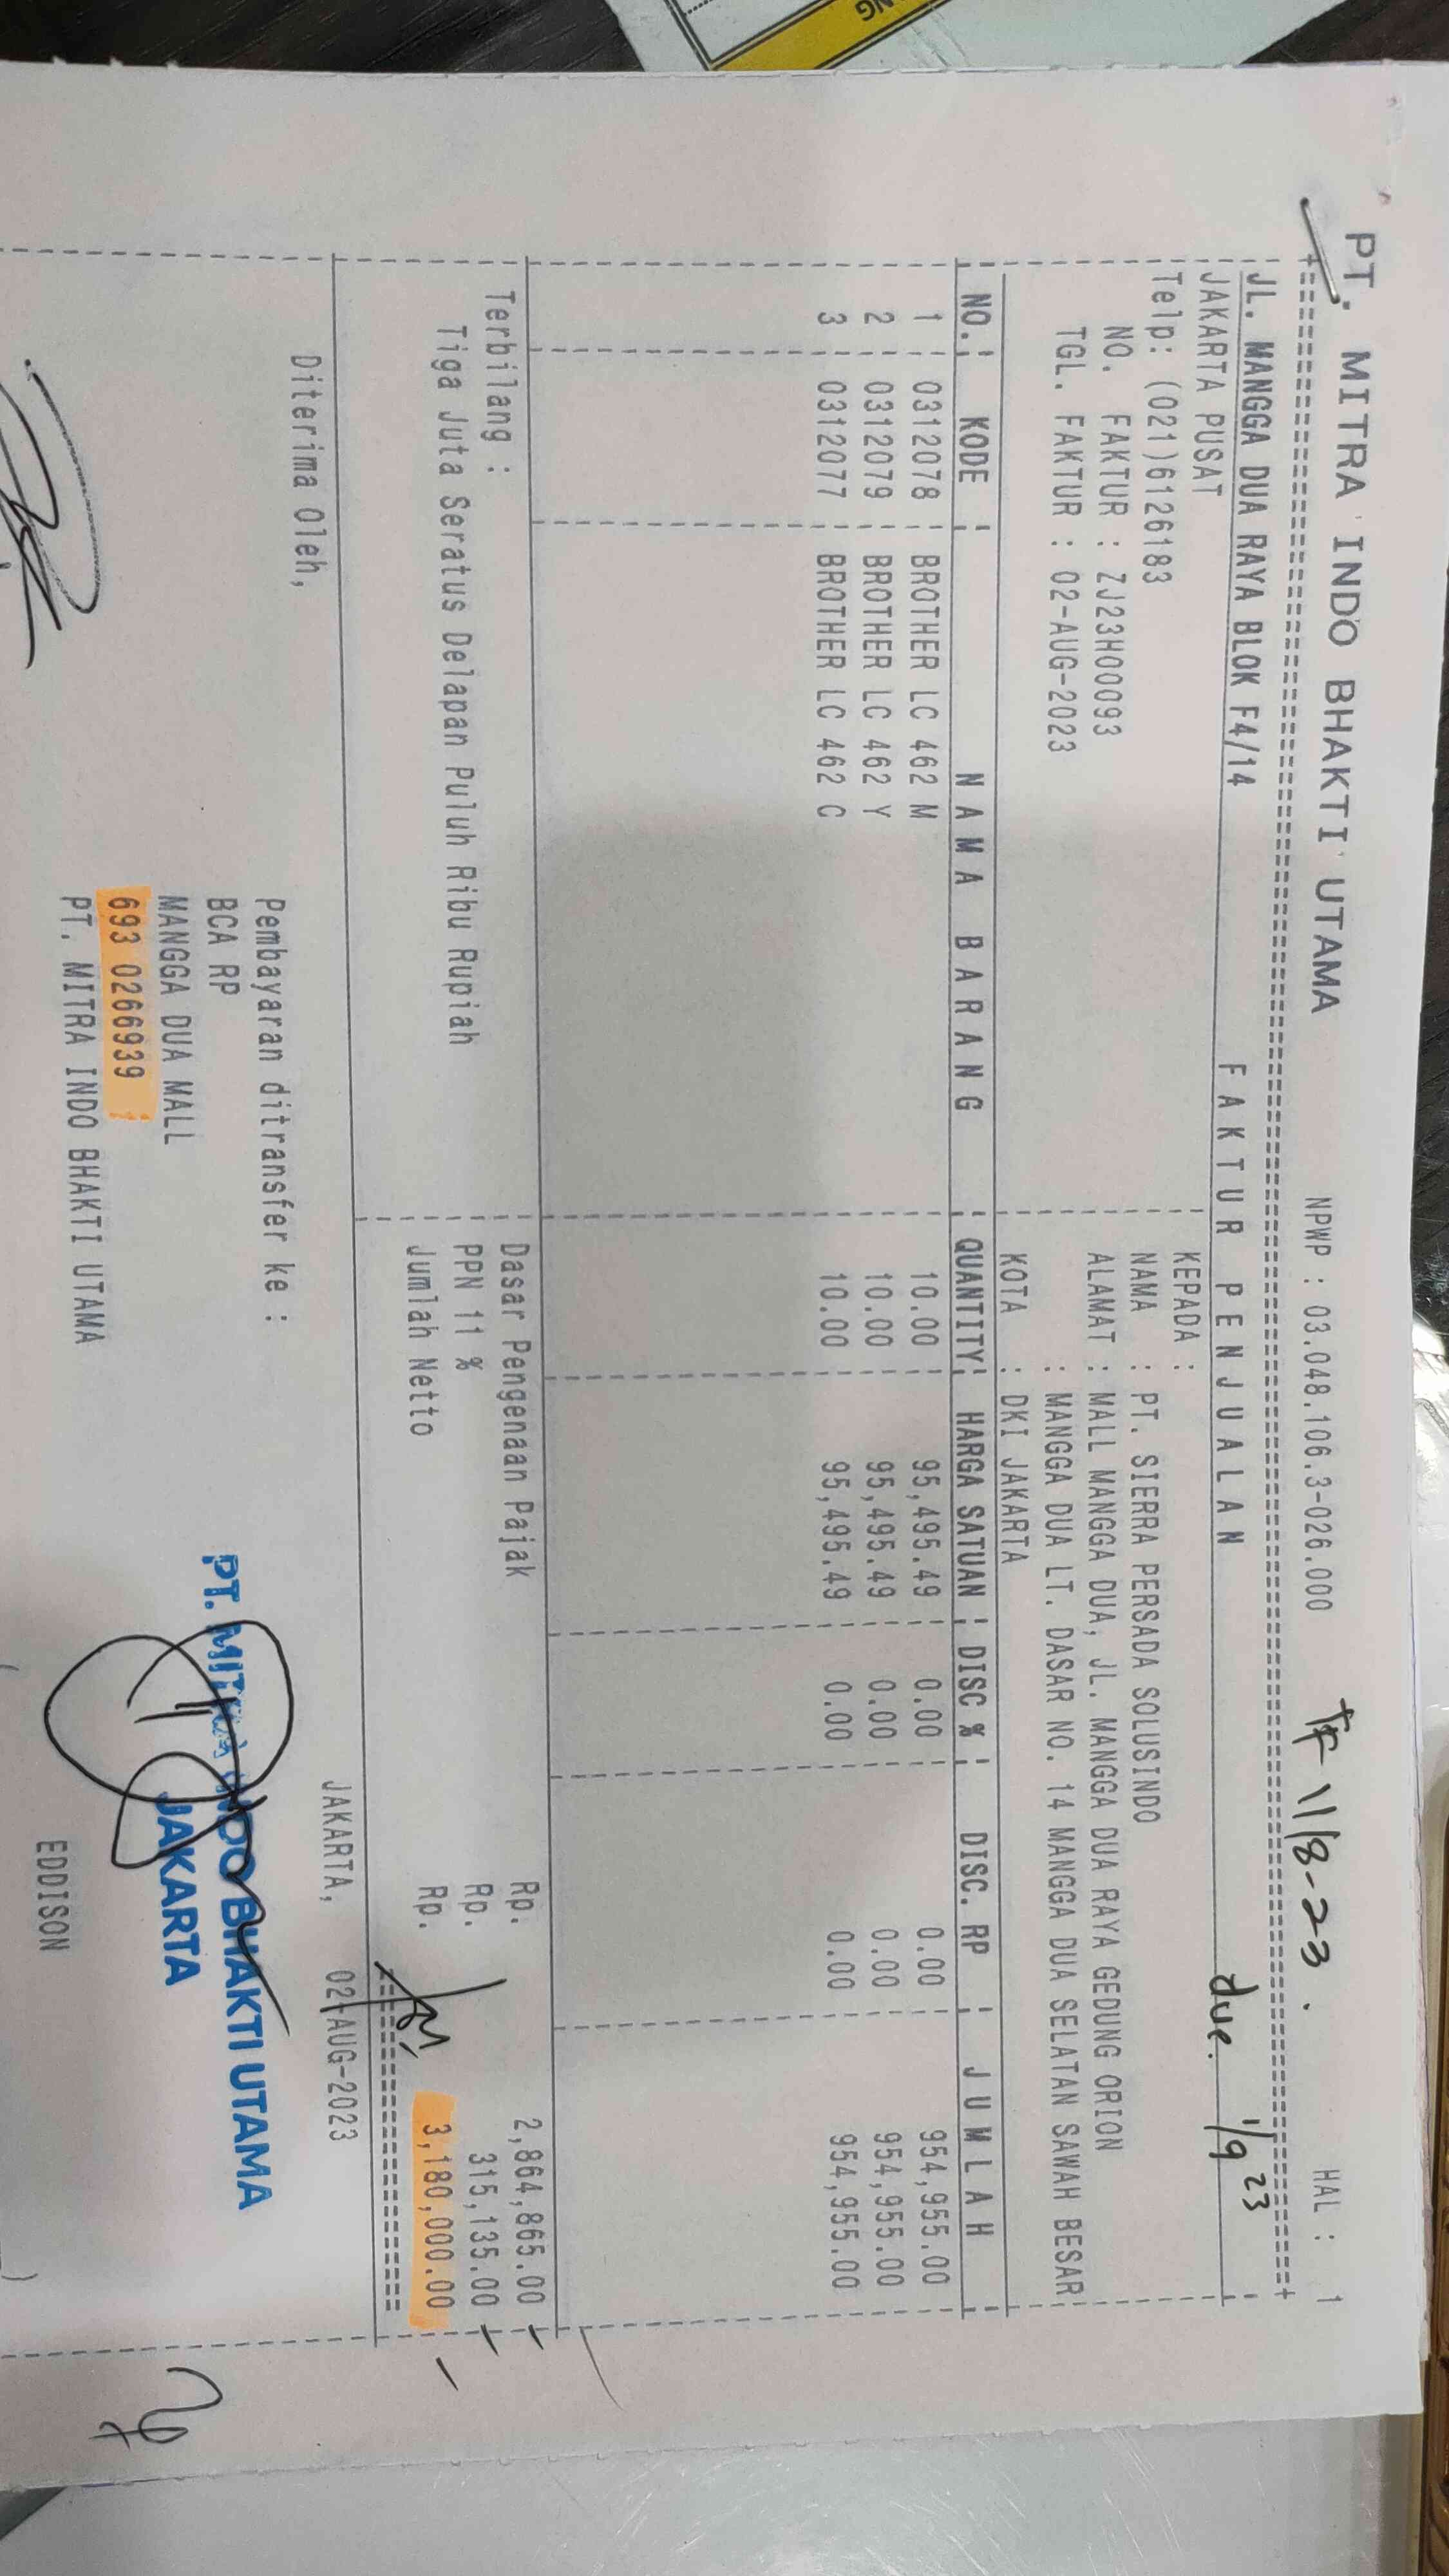 NG
PT. MITRA INDO BHAKTI UTAMA NPWP : 03.048.106.3-026.000 TF 11/8-23. HAL : 1
JL. MANGGA DUA RAYA BLOK F4/14 FAKTUR PENJUALAN due. 1/9 23
JAKARTA PUSAT KEPADA :
Telp: (021)6126183 NAMA : PT. SIERRA PERSADA SOLUSINDO
NO. FAKTUR : ZJ23H00093 ALAMAT : MALL MANGGA DUA, JL. MANGGA DUA RAYA GEDUNG ORION
TGL. FAKTUR : 02-AUG-2023 : MANGGA DUA LT. DASAR NO. 14 MANGGA DUA SELATAN SAWAH BESAR
KOTA : DKI JAKARTA
NO. KODE NAMA BARANG QUANTITY HARGA SATUAN DISC % DISC. RP JUMLAH
1 0312078 BROTHER LC 462 M 10.00 95,495.49 0.00 0.00 954,955.00
2 0312079 BROTHER LC 462 Y 10.00 95,495.49 0.00 0.00 954,955.00
3 0312077 BROTHER LC 462 C 10.00 95,495.49 0.00 0.00 954,955.00
Terbilang : Dasar Pengenaan Pajak Rp. 2,864,865.00
Tiga Juta Seratus Delapan Puluh Ribu Rupiah PPN 11 % Rp. 315,135.00
Jumlah Netto Rp. 3,180,000.00
JAKARTA, 02-AUG-2023
Diterima Oleh, Pembayaran ditransfer ke :
BCA RP
MANGGA DUA MALL
693 0266939
PT. MITRA INDO BHAKTI UTAMA
PT. MITRA INDO BHAKTI UTAMA
JAKARTA
EDDISON